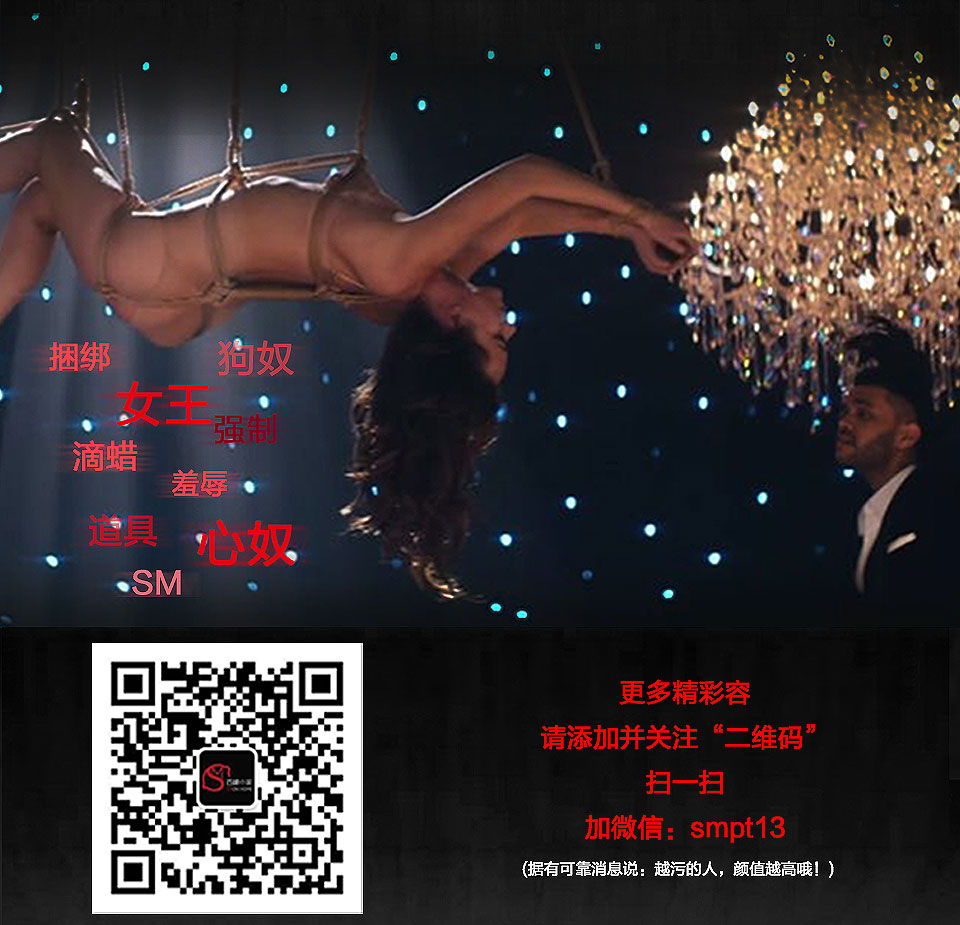 捆绑
狗奴
女王
强制
滴蜡
羞辱
道具
心奴
SM
更多精彩容
请添加并关注“二维码”
扫一扫
加微信：smpt13
(据有可靠消息说：越污的人，颜值越高哦！)